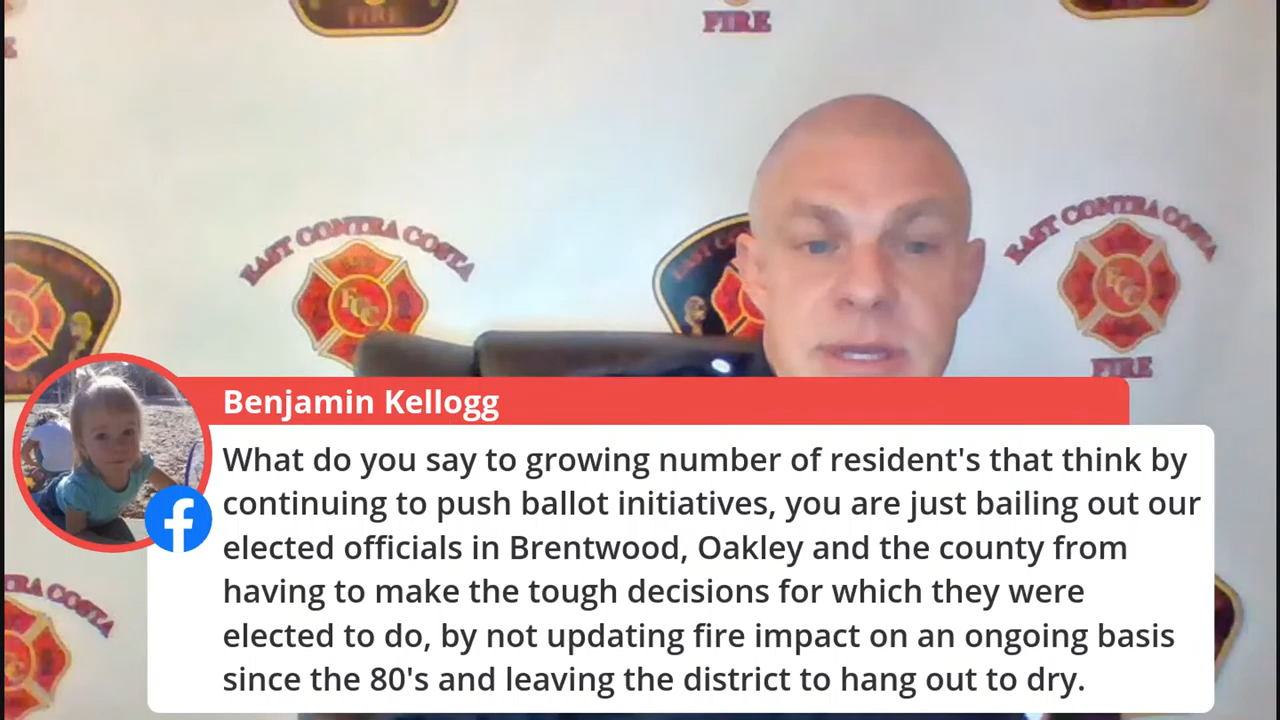 FIRE
FIRE
EAST CONTRA COSTA
EAST CONTRA COSTA
FIRE
Benjamin Kellogg
What do you say to growing number of resident's that think by
continuing to push ballot initiatives, you are just bailing out our
elected officials in Brentwood, Oakley and the county from
having to make the tough decisions for which they were
elected to do, by not updating fire impact on an ongoing basis
since the 80's and leaving the district to hang out to dry.
COSTA